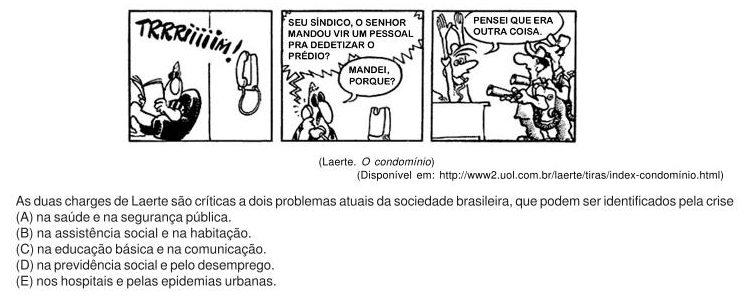 TRRRIIIIIM!
SEU SÍNDICO, O SENHOR
MANDOU VIR UM PESSOAL
PRA DEDETIZAR O
PRÉDIO?
MANDEI,
PORQUE?
PENSEI QUE ERA
OUTRA COISA.
(Laerte. O condomínio)
(Disponível em: http://www2.uol.com.br/laerte/tiras/index-condomínio.html)
As duas charges de Laerte são críticas a dois problemas atuais da sociedade brasileira, que podem ser identificados pela crise
(A) na saúde e na segurança pública.
(B) na assistência social e na habitação.
(C) na educação básica e na comunicação.
(D) na previdência social e pelo desemprego.
(E) nos hospitais e pelas epidemias urbanas.